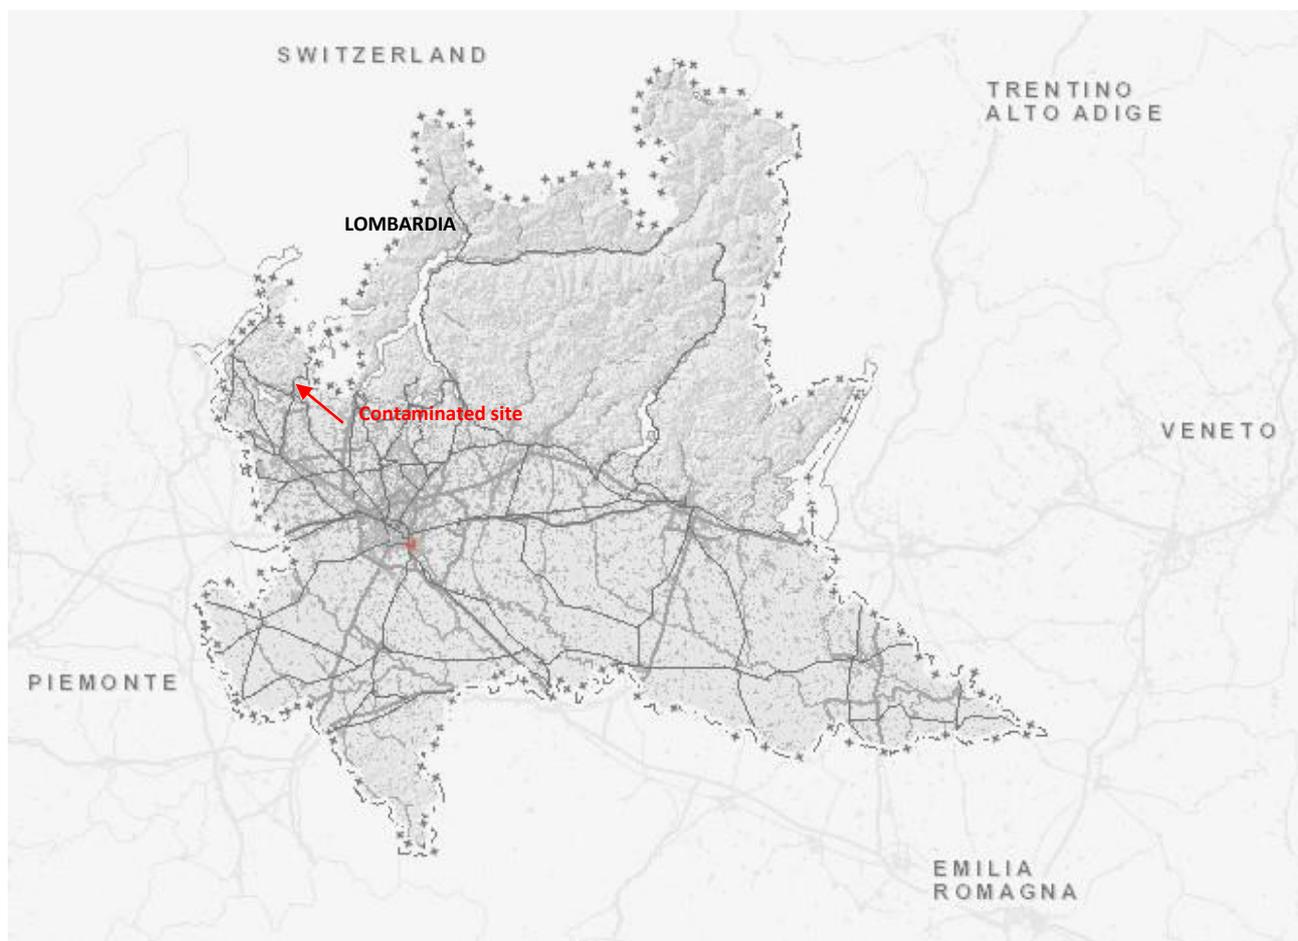 SWITZERLAND
TRENTINO
ALTO ADIGE
LOMBARDIA
Contaminated site
VENETO
PIEMONTE
EMILIA
ROMAGNA